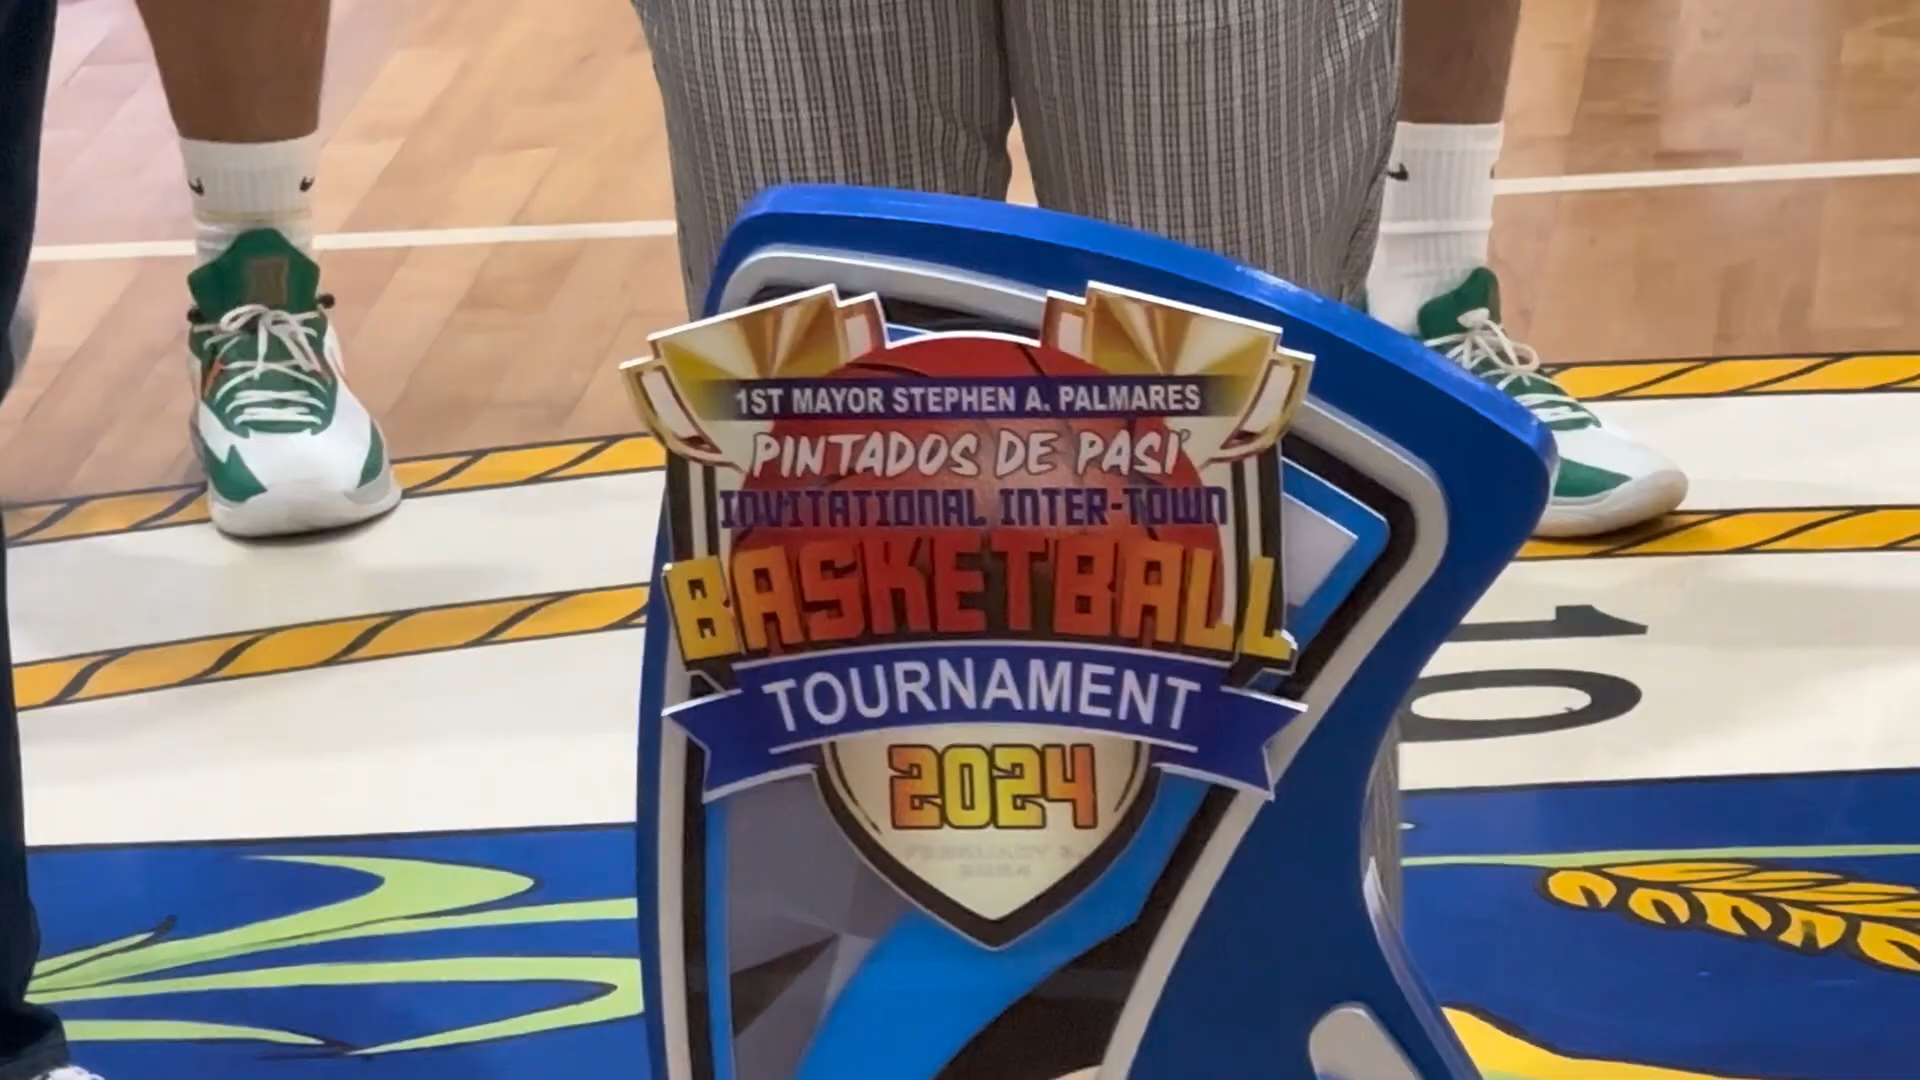 1ST MAYOR STEPHEN A. PALMARES
PINTADOS DE PASI
INVITATIONAL INTER-TOWN
BASKETBALL
TOURNAMENT
2024
10